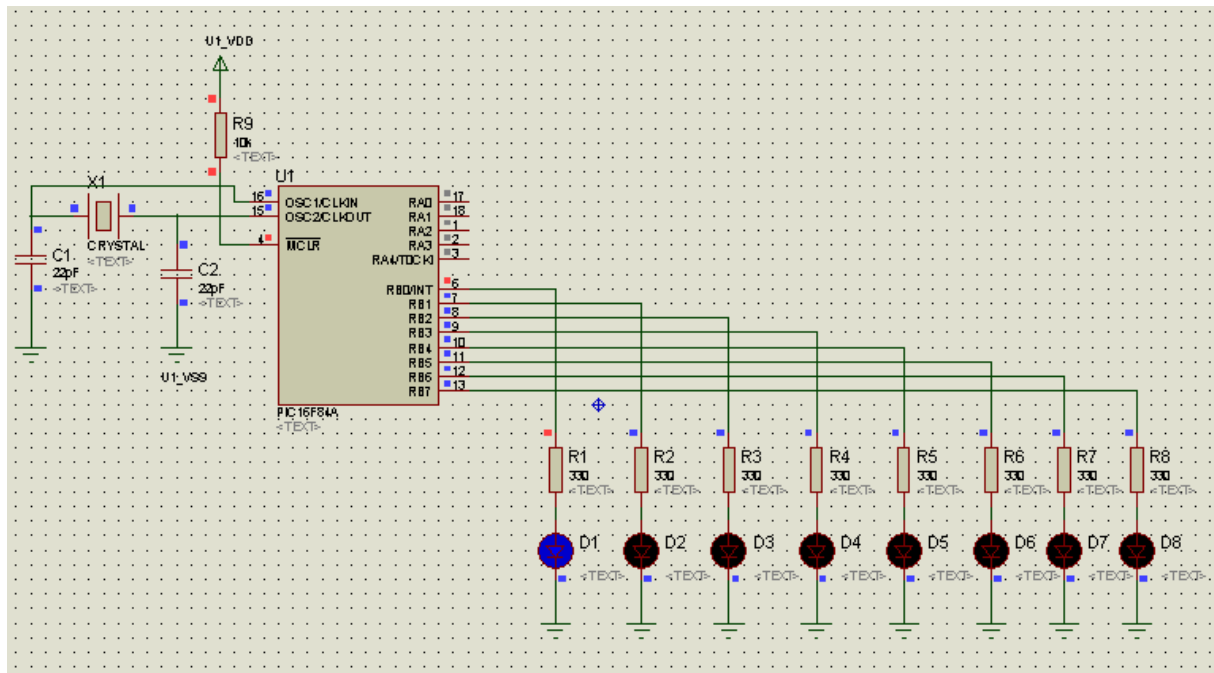 U1_VDD
R9
10k
<TEXT>
X1
CRYSTAL
<TEXT>
C1
22pF
<TEXT>
C2
22pF
<TEXT>
U1_VSS
U1
16 OSC1/CLKIN
15 OSC2/CLKOUT
4 MCLR
RA0 17
RA1 18
RA2 1
RA3 2
RA4/T0CKI 3
RB0/INT 6
RB1 7
RB2 8
RB3 9
RB4 10
RB5 11
RB6 12
RB7 13
PIC16F84A
<TEXT>
R1 R2 R3 R4 R5 R6 R7 R8
330 330 330 330 330 330 330 330
<TEXT> <TEXT> <TEXT> <TEXT> <TEXT> <TEXT> <TEXT> <TEXT>
D1 D2 D3 D4 D5 D6 D7 D8
<TEXT> <TEXT> <TEXT> <TEXT> <TEXT> <TEXT> <TEXT> <TEXT>